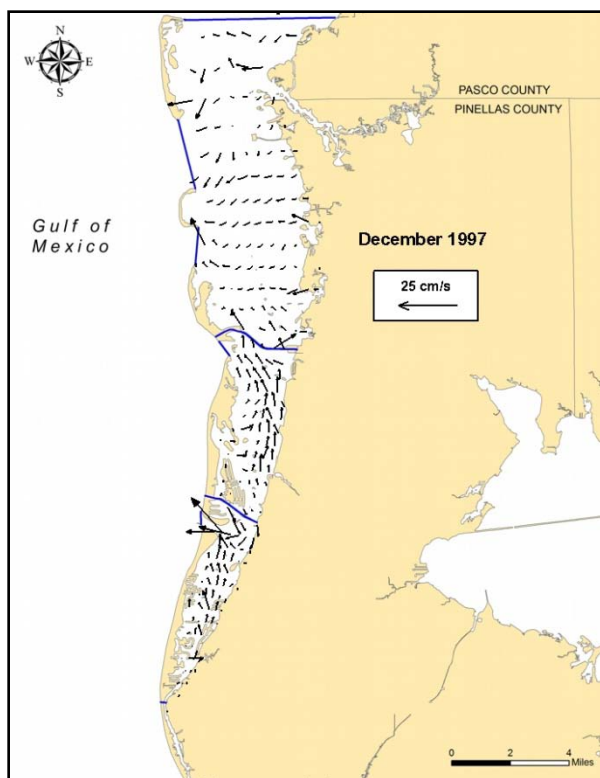 N
W E
S
PASCO COUNTY
PINELLAS COUNTY
Gulf of
Mexico
December 1997
25 cm/s
0 2 4
Miles